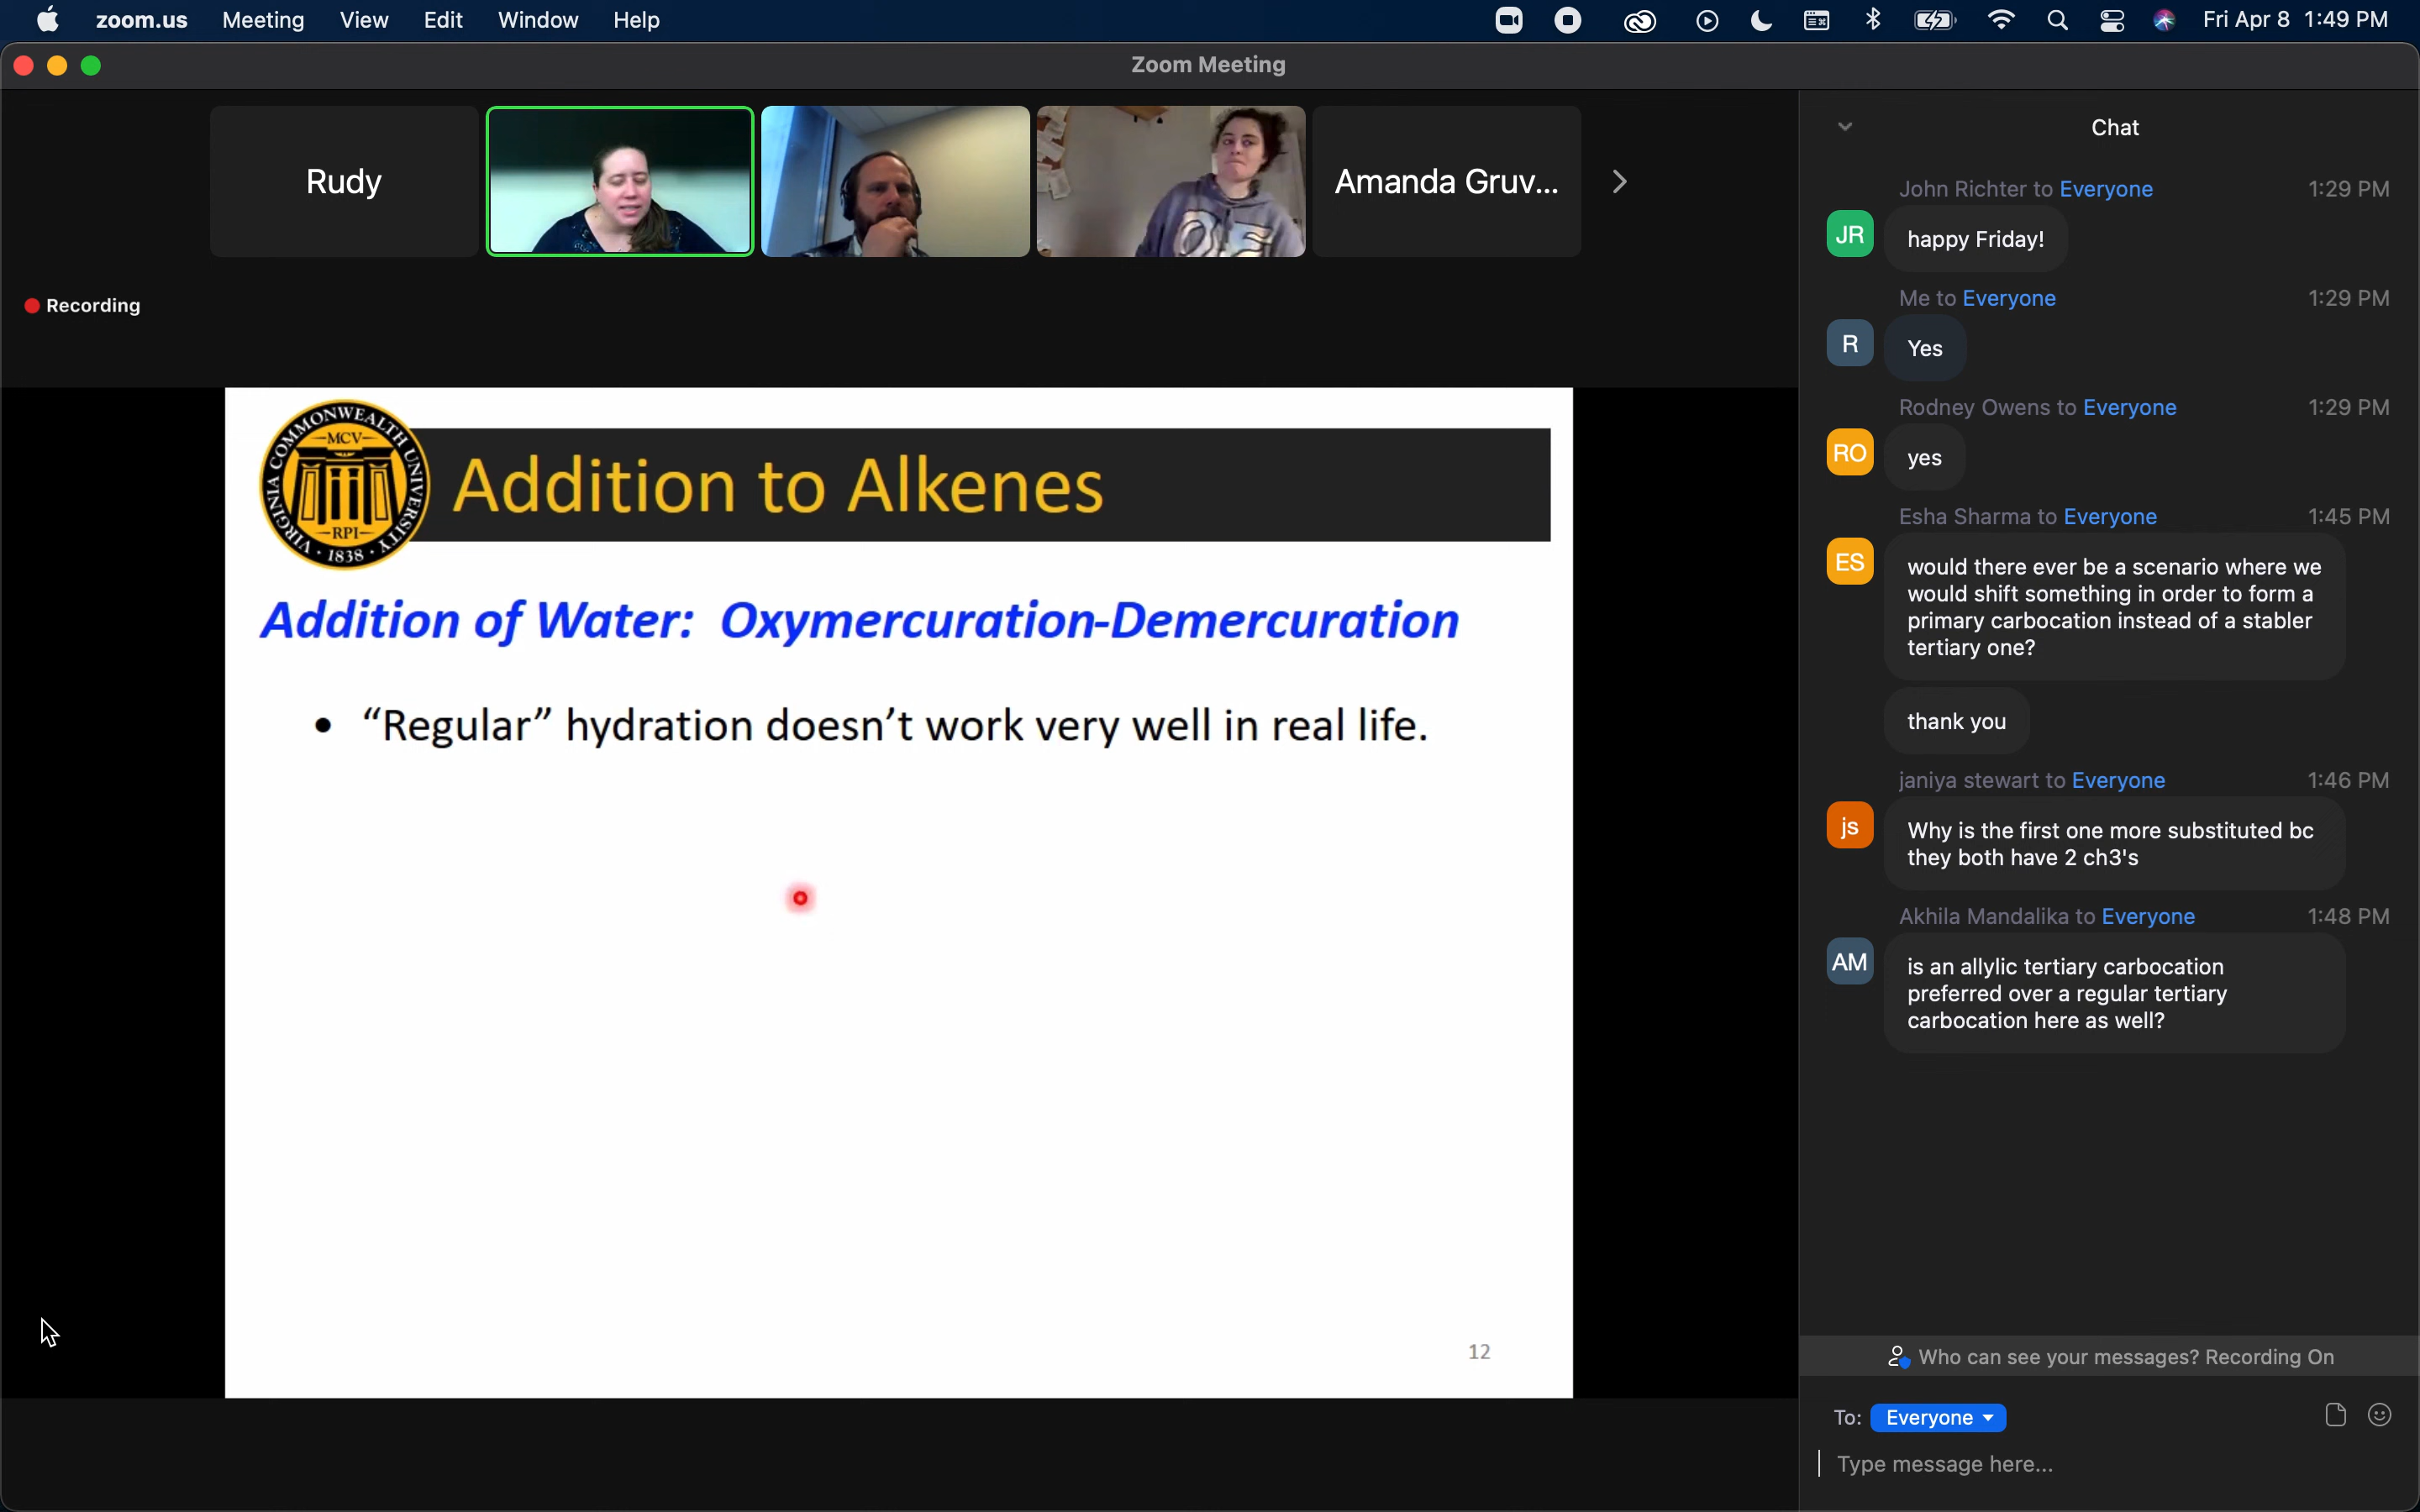 zoom.us Meeting View Edit Window Help Fri Apr 8 1:49 PM
Zoom Meeting
Rudy
Amanda Gruv...
Recording
VIRGINIA COMMONWEALTH UNIVERSITY
MCV
RPI
1838
Addition to Alkenes
Addition of Water: Oxymercuration-Demercuration
• “Regular” hydration doesn’t work very well in real life.
12
Chat
John Richter to Everyone 1:29 PM
JR happy Friday!
Me to Everyone 1:29 PM
R Yes
Rodney Owens to Everyone 1:29 PM
RO yes
Esha Sharma to Everyone 1:45 PM
ES
would there ever be a scenario where we
would shift something in order to form a
primary carbocation instead of a stabler
tertiary one?
thank you
janiya stewart to Everyone 1:46 PM
js
Why is the first one more substituted bc
they both have 2 ch3's
Akhila Mandalika to Everyone 1:48 PM
AM
is an allylic tertiary carbocation
preferred over a regular tertiary
carbocation here as well?
Who can see your messages? Recording On
To: Everyone
Type message here...